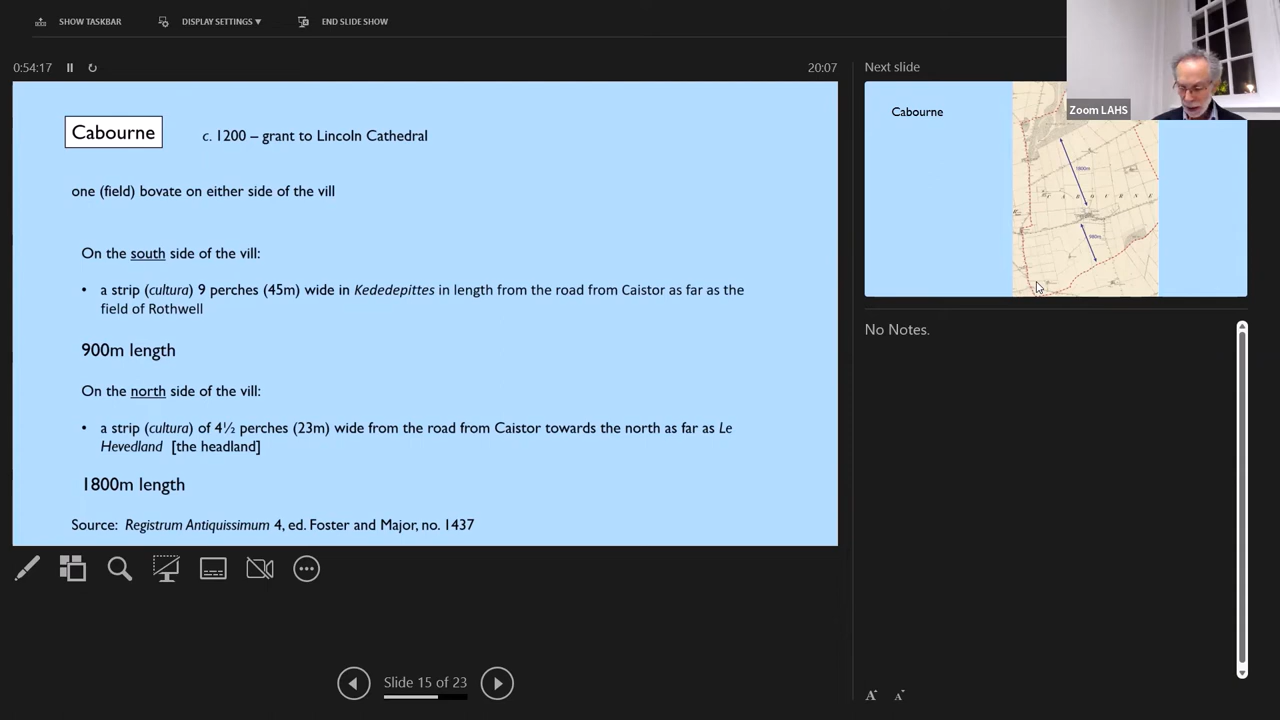 SHOW TASKBAR
DISPLAY SETTINGS ▼
END SLIDE SHOW
0:54:17
20:07
Next slide
Zoom LAHS
Cabourne
c. 1200 – grant to Lincoln Cathedral
one (field) bovate on either side of the vill
On the south side of the vill:
• a strip (cultura) 9 perches (45m) wide in Kededepittes in length from the road from Caistor as far as the
field of Rothwell
900m length
On the north side of the vill:
• a strip (cultura) of 4½ perches (23m) wide from the road from Caistor towards the north as far as Le
Hevedland [the headland]
1800m length
Source: Registrum Antiquissimum 4, ed. Foster and Major, no. 1437
Cabourne
1800m
C A B O U R N E
No Notes.
Slide 15 of 23
A A